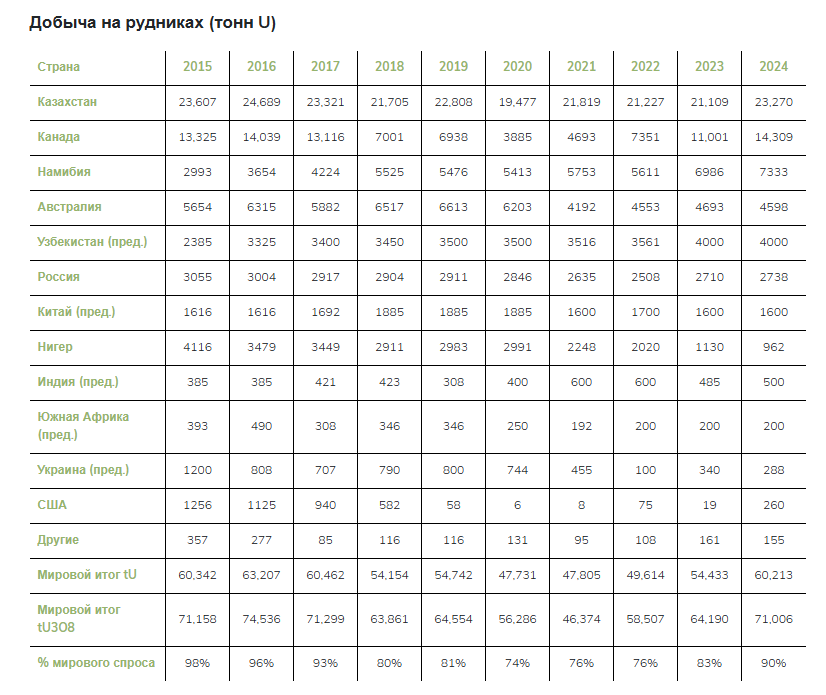 Добыча на рудниках (тонн U)
Страна 2015 2016 2017 2018 2019 2020 2021 2022 2023 2024
Казахстан 23,607 24,689 23,321 21,705 22,808 19,477 21,819 21,227 21,109 23,270
Канада 13,325 14,039 13,116 7001 6938 3885 4693 7351 11,001 14,309
Намибия 2993 3654 4224 5525 5476 5413 5753 5611 6986 7333
Австралия 5654 6315 5882 6517 6613 6203 4192 4553 4693 4598
Узбекистан (пред.) 2385 3325 3400 3450 3500 3500 3516 3561 4000 4000
Россия 3055 3004 2917 2904 2911 2846 2635 2508 2710 2738
Китай (пред.) 1616 1616 1692 1885 1885 1885 1600 1700 1600 1600
Нигер 4116 3479 3449 2911 2983 2991 2248 2020 1130 962
Индия (пред.) 385 385 421 423 308 400 600 600 485 500
Южная Африка
(пред.) 393 490 308 346 346 250 192 200 200 200
Украина (пред.) 1200 808 707 790 800 744 455 100 340 288
США 1256 1125 940 582 58 6 8 75 19 260
Другие 357 277 85 116 116 131 95 108 161 155
Мировой итог tU 60,342 63,207 60,462 54,154 54,742 47,731 47,805 49,614 54,433 60,213
Мировой итог
tU3O8 71,158 74,536 71,299 63,861 64,554 56,286 46,374 58,507 64,190 71,006
% мирового спроса 98% 96% 93% 80% 81% 74% 76% 76% 83% 90%